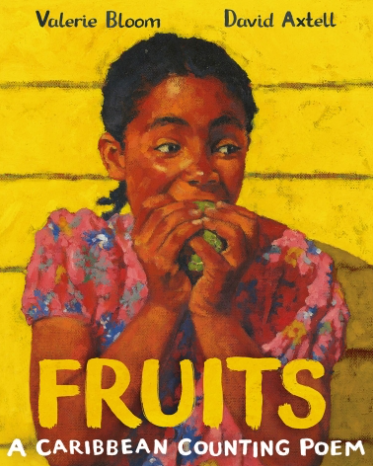 Valerie Bloom David Axtell
FRUITS
A CARIBBEAN COUNTING POEM